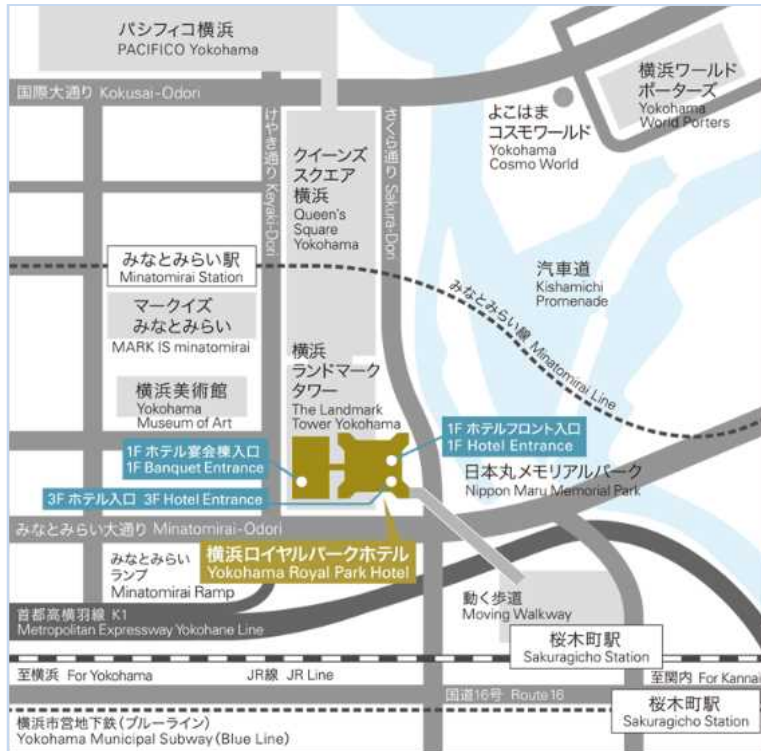 パシフィコ横浜
PACIFICO Yokohama
国際大通り Kokusai-Odori
けやき通り Keyaki-Dori
さくら通り Sakura-Dori
横浜ワールド
ポーターズ
Yokohama
World Porters
よこはま
コスモワールド
Yokohama
Cosmo World
クイーンズ
スクエア
横浜
Queen's
Square
Yokohama
みなとみらい駅
Minatomirai Station
汽車道
Kishamichi
Promenade
みなとみらい線 Minatomirai Line
マークイズ
みなとみらい
MARK IS minatomirai
横浜
ランドマーク
タワー
The Landmark
Tower Yokohama
横浜美術館
Yokohama
Museum of Art
1F ホテルフロント入口
1F Hotel Entrance
1F ホテル宴会棟入口
1F Banquet Entrance
日本丸メモリアルパーク
Nippon Maru Memorial Park
3F ホテル入口 3F Hotel Entrance
みなとみらい大通り Minatomirai-Odori
横浜ロイヤルパークホテル
Yokohama Royal Park Hotel
みなとみらい
ランプ
Minatomirai Ramp
動く歩道
Moving Walkway
首都高横羽線 K1
Metropolitan Expressway Yokohane Line
桜木町駅
Sakuragicho Station
至横浜 For Yokohama
JR線 JR Line
至関内 For Kannai
国道16号 Route 16
桜木町駅
Sakuragicho Station
横浜市営地下鉄(ブルーライン)
Yokohama Municipal Subway (Blue Line)